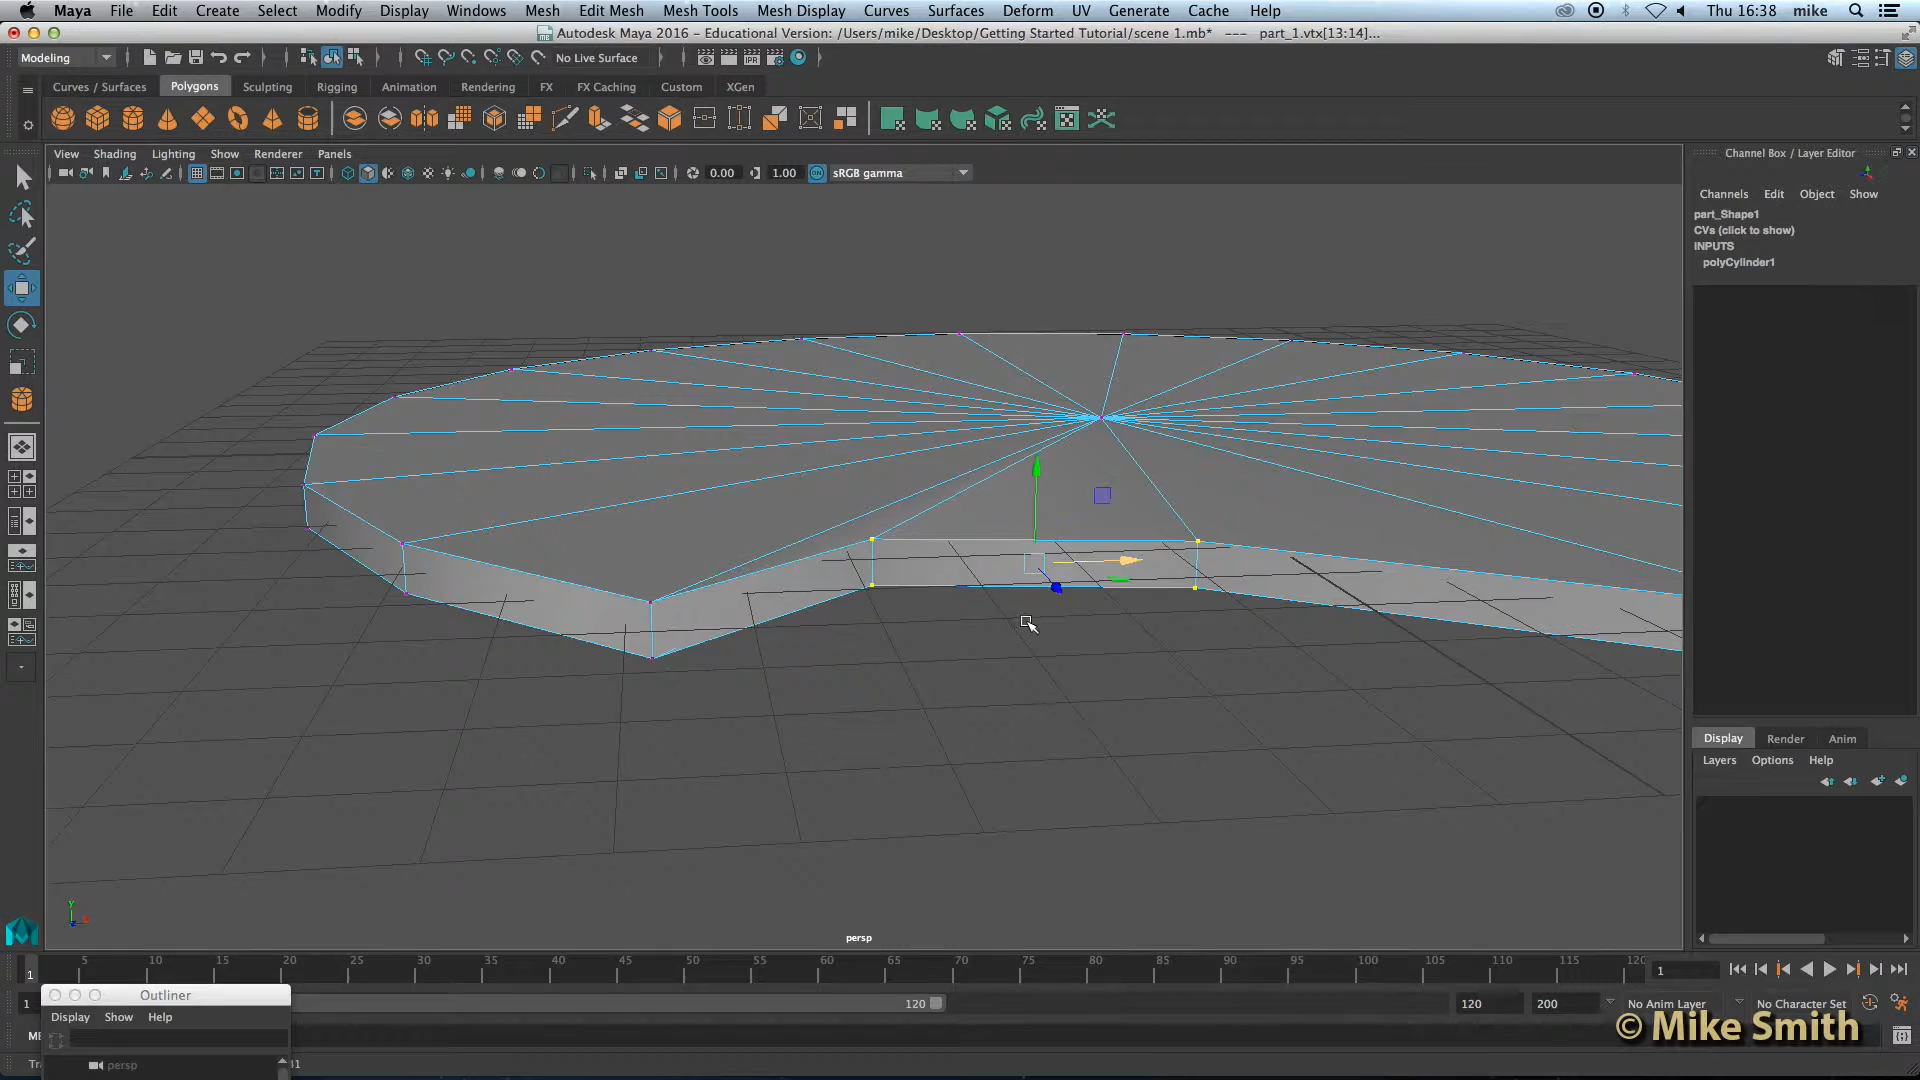 Maya File Edit Create Select Modify Display Windows Mesh Edit Mesh Mesh Tools Mesh Display Curves Surfaces Deform UV Generate Cache Help Thu 16:38 mike
Autodesk Maya 2016 - Educational Version: /Users/mike/Desktop/Getting Started Tutorial/scene 1.mb* --- part_1.vtx[13:14]...
Modeling No Live Surface
Curves / Surfaces Polygons Sculpting Rigging Animation Rendering FX FX Caching Custom XGen
View Shading Lighting Show Renderer Panels
0.00 1.00 ON sRGB gamma
Channel Box / Layer Editor
Channels Edit Object Show
part_Shape1
CVs (click to show)
INPUTS
polyCylinder1
Display Render Anim
Layers Options Help
persp
1 5 10 15 20 25 30 35 40 45 50 55 60 65 70 75 80 85 90 95 100 105 110 115 120 1
1 120 120 200 No Anim Layer No Character Set
Outliner
Display Show Help
persp
© Mike Smith